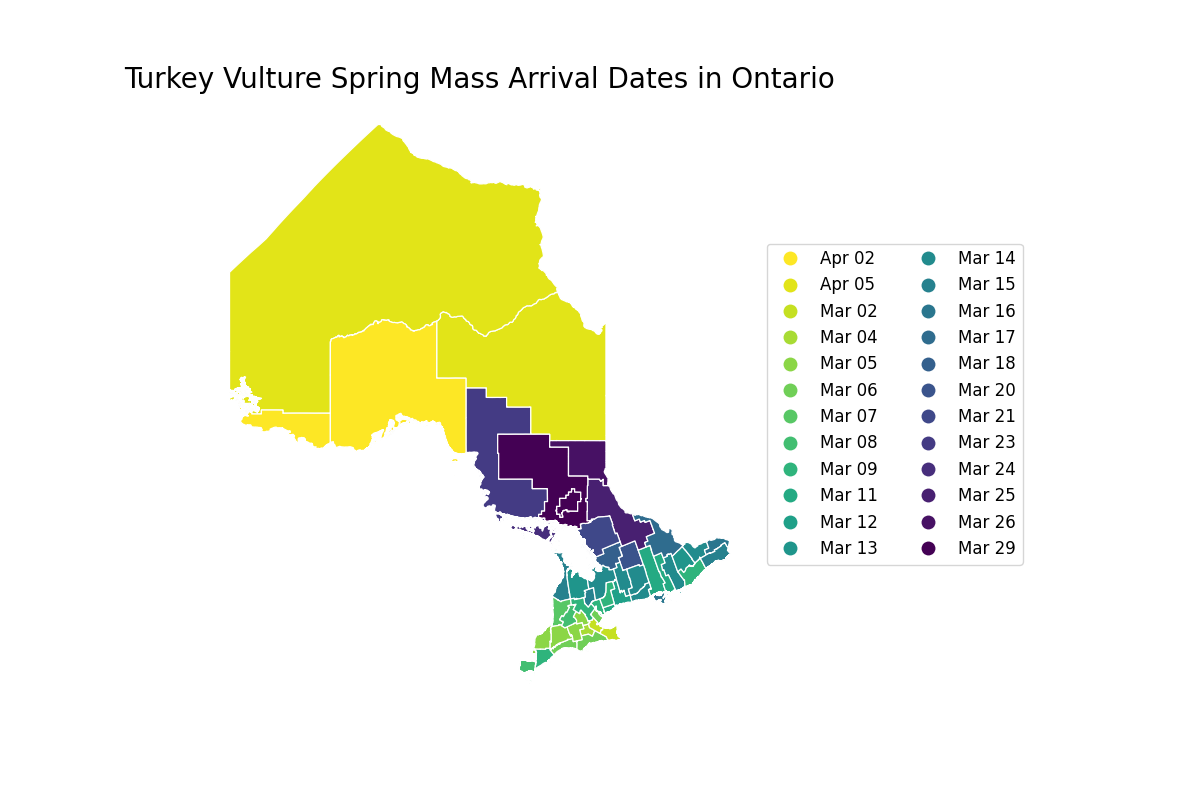 Turkey Vulture Spring Mass Arrival Dates in Ontario
Apr 02
Apr 05
Mar 02
Mar 04
Mar 05
Mar 06
Mar 07
Mar 08
Mar 09
Mar 11
Mar 12
Mar 13
Mar 14
Mar 15
Mar 16
Mar 17
Mar 18
Mar 20
Mar 21
Mar 23
Mar 24
Mar 25
Mar 26
Mar 29